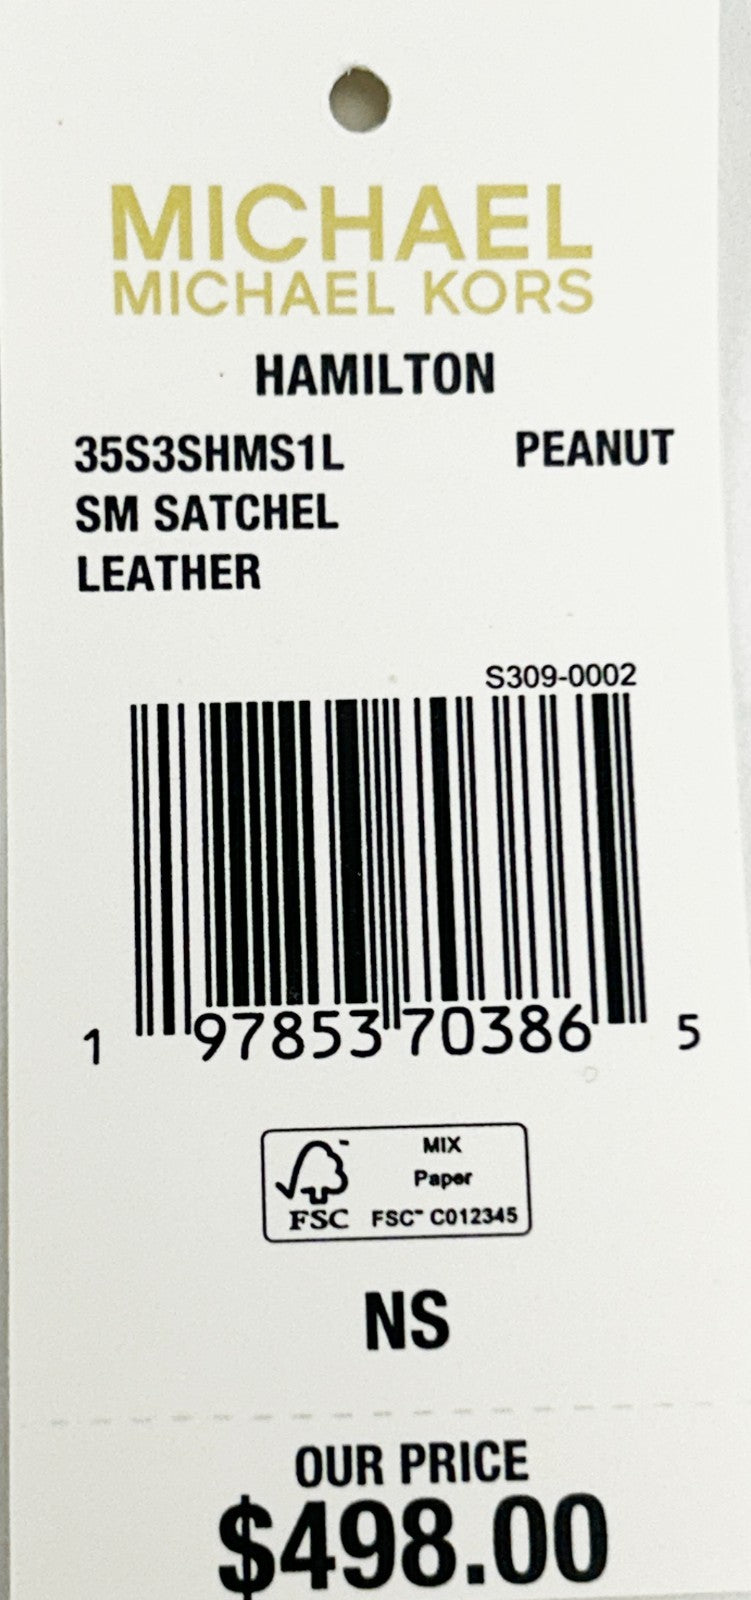 MICHAEL
MICHAEL KORS
HAMILTON
35S3SHMS1L PEANUT
SM SATCHEL
LEATHER
S309-0002
1 97853 70386 5
MIX
Paper
FSC FSC™ C012345
NS
OUR PRICE
$498.00